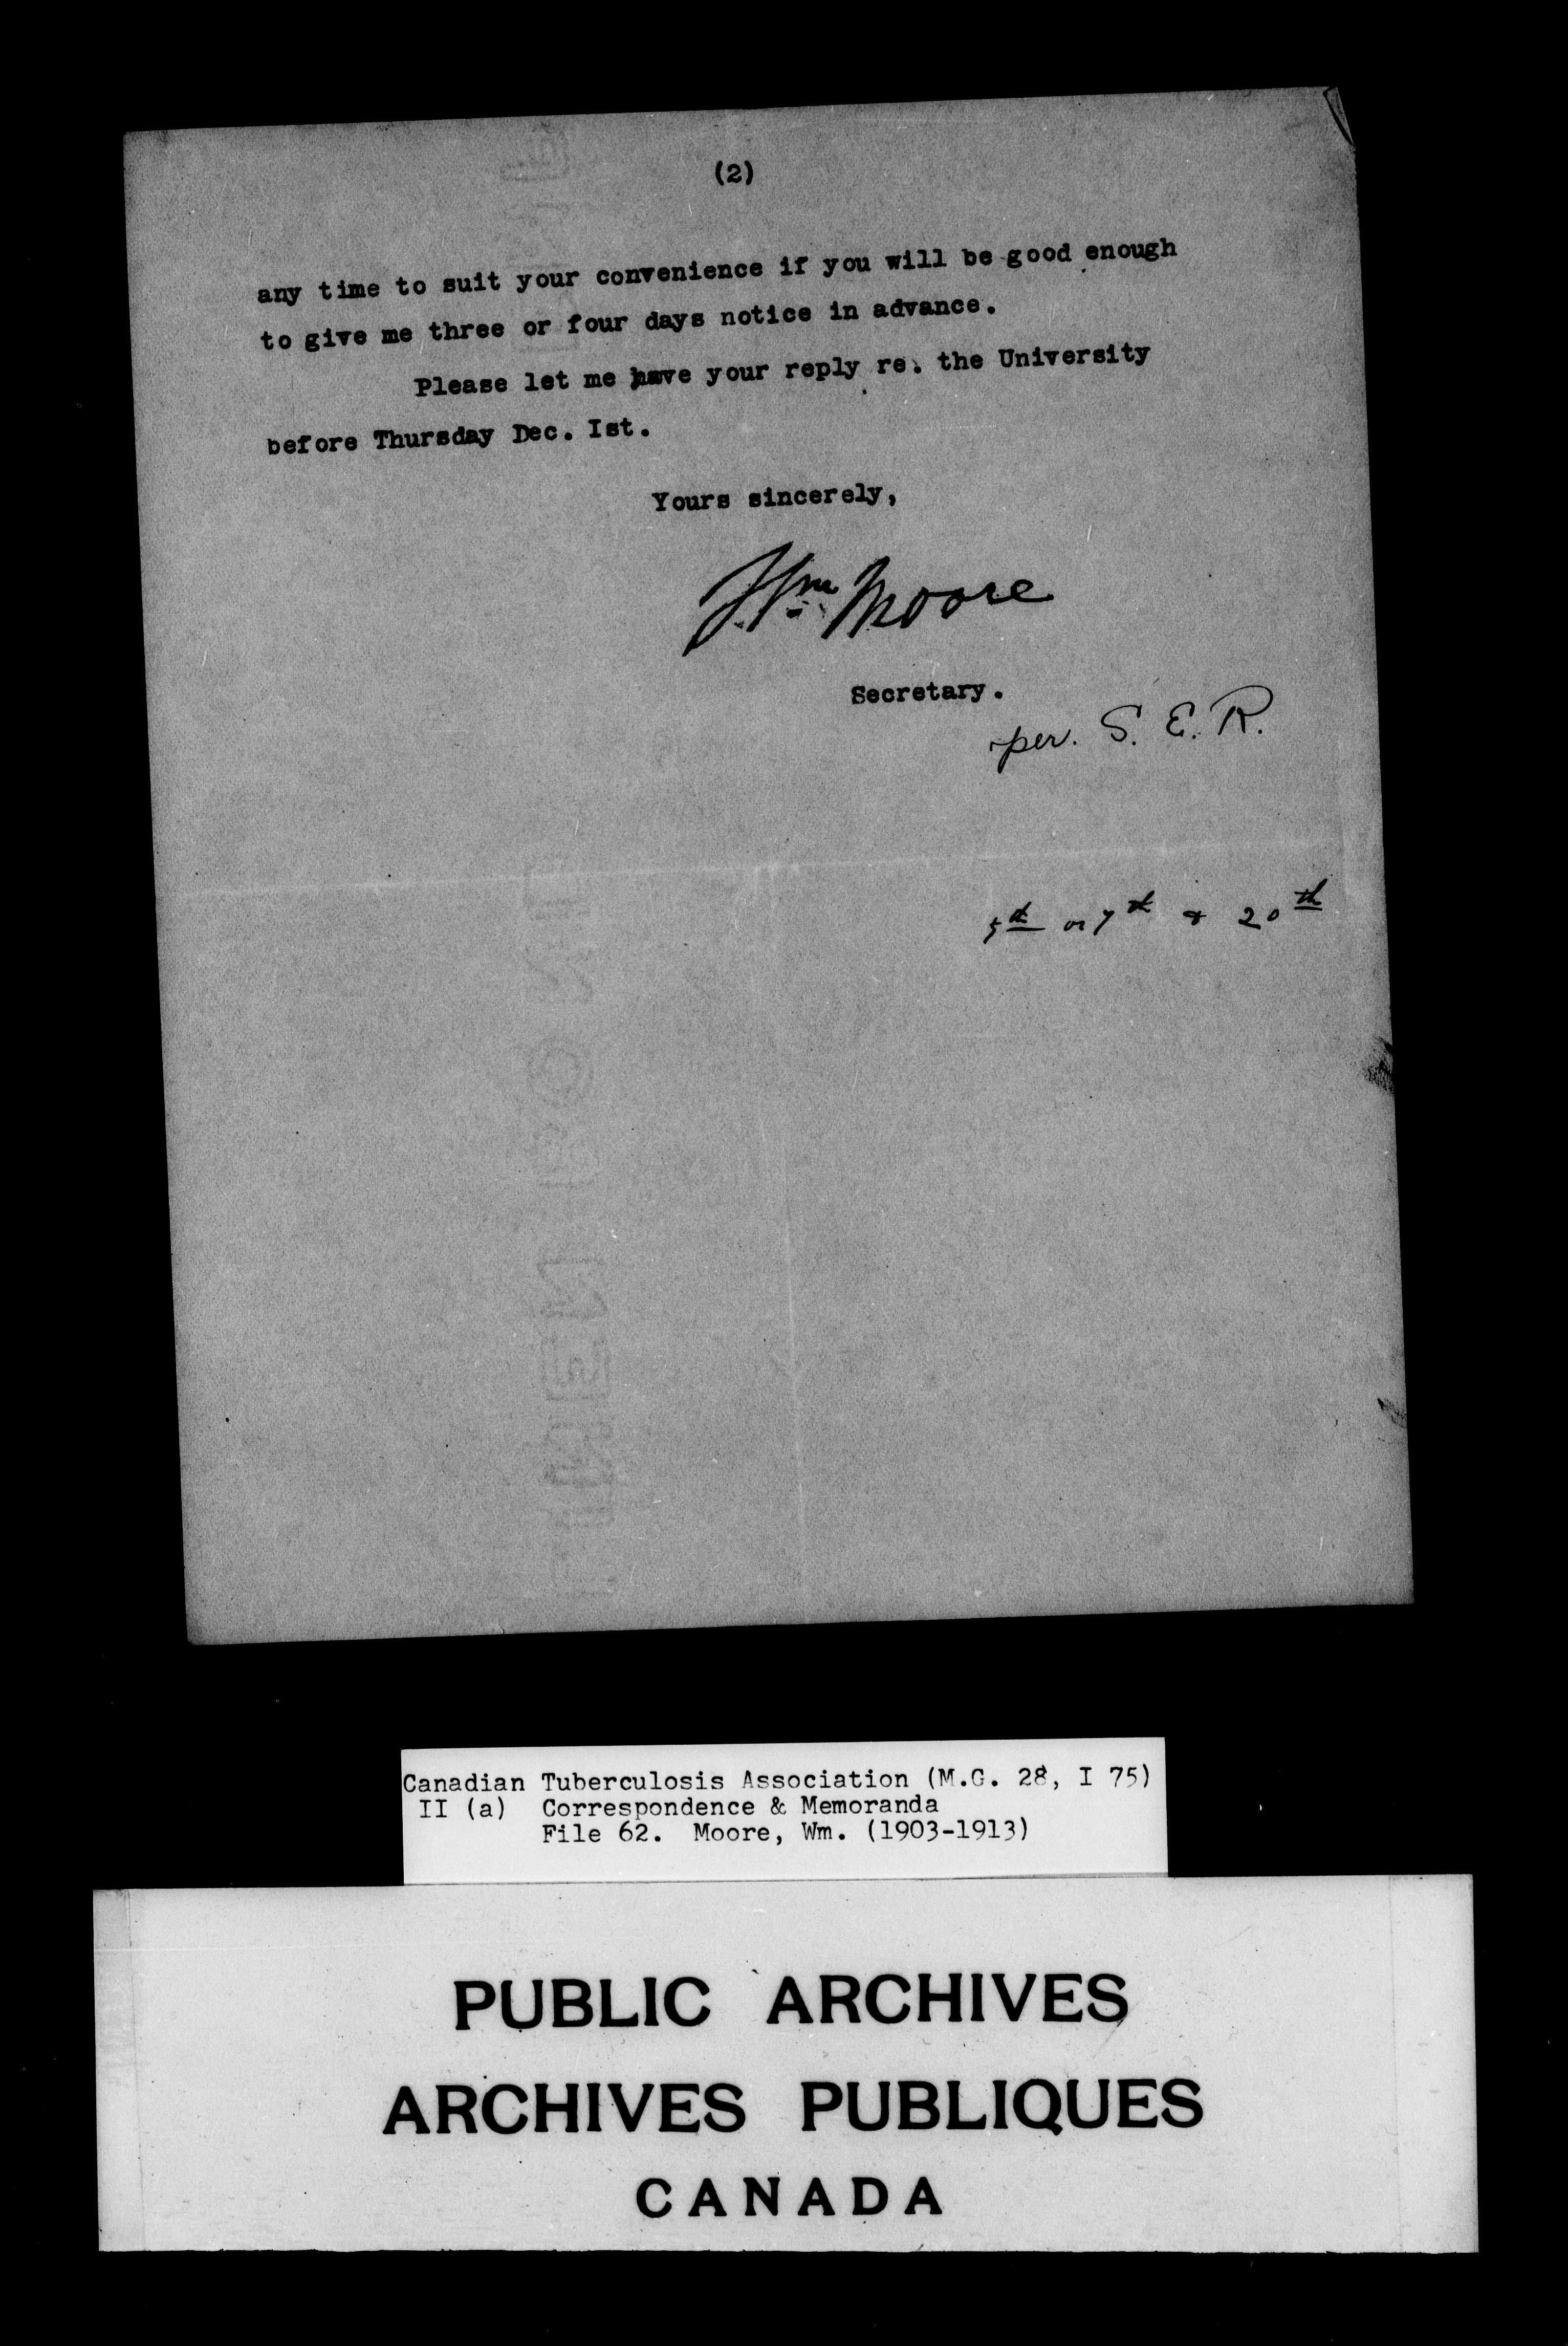 (2)
any time to suit your convenience if you will be good enough
to give me three or four days notice in advance.
Please let me have your reply re. the University
before Thursday Dec. Ist.
Yours sincerely,
Wm Moore
Secretary.
per. S. E. R.
5th or 7th & 20th
Canadian Tuberculosis Association (M.G. 28, I 75)
II (a) Correspondence & Memoranda
File 62. Moore, Wm. (1903-1913)
PUBLIC ARCHIVES
ARCHIVES PUBLIQUES
CANADA